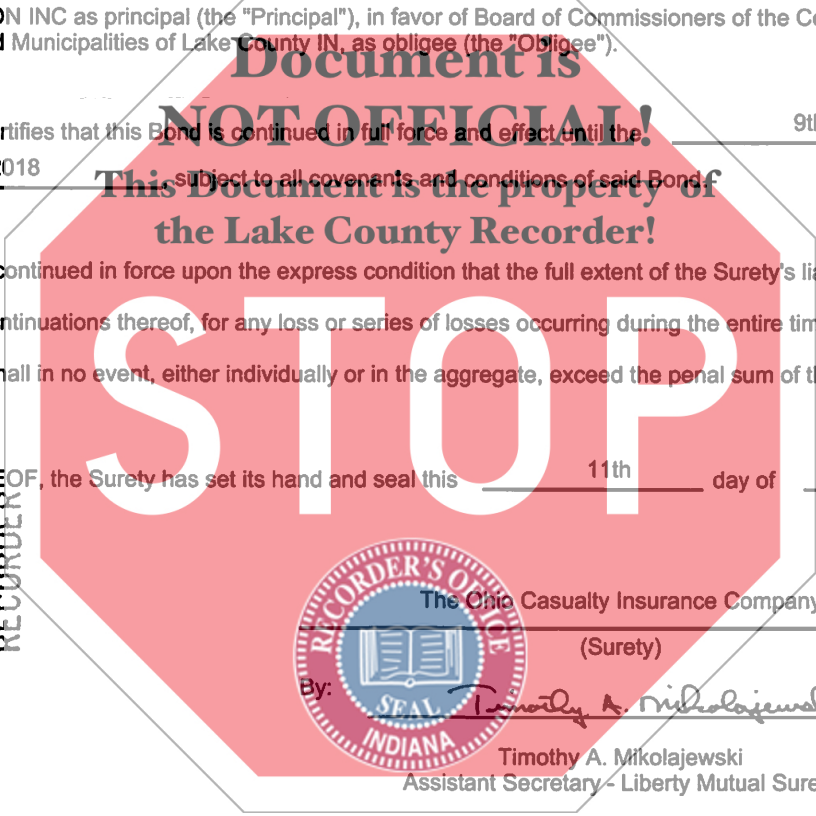 ON INC as principal (the "Principal"), in favor of Board of Commissioners of the Co
d Municipalities of Lake County IN, as obligee (the "Obligee").
Document is
NOT OFFICIAL!
rtifies that this Bond is continued in full force and effect until the 9th
2018 , subject to all covenants and conditions of said Bond.
This Document is the property of
the Lake County Recorder!
continued in force upon the express condition that the full extent of the Surety's lia
ntinuations thereof, for any loss or series of losses occurring during the entire tim
hall in no event, either individually or in the aggregate, exceed the penal sum of th
STOP
OF, the Surety has set its hand and seal this 11th day of
RECORDER
The Ohio Casualty Insurance Company
(Surety)
By: Timothy A. Mikolajewski
RECORDER'S OFFICE
SEAL
INDIANA
Timothy A. Mikolajewski
Assistant Secretary - Liberty Mutual Sure